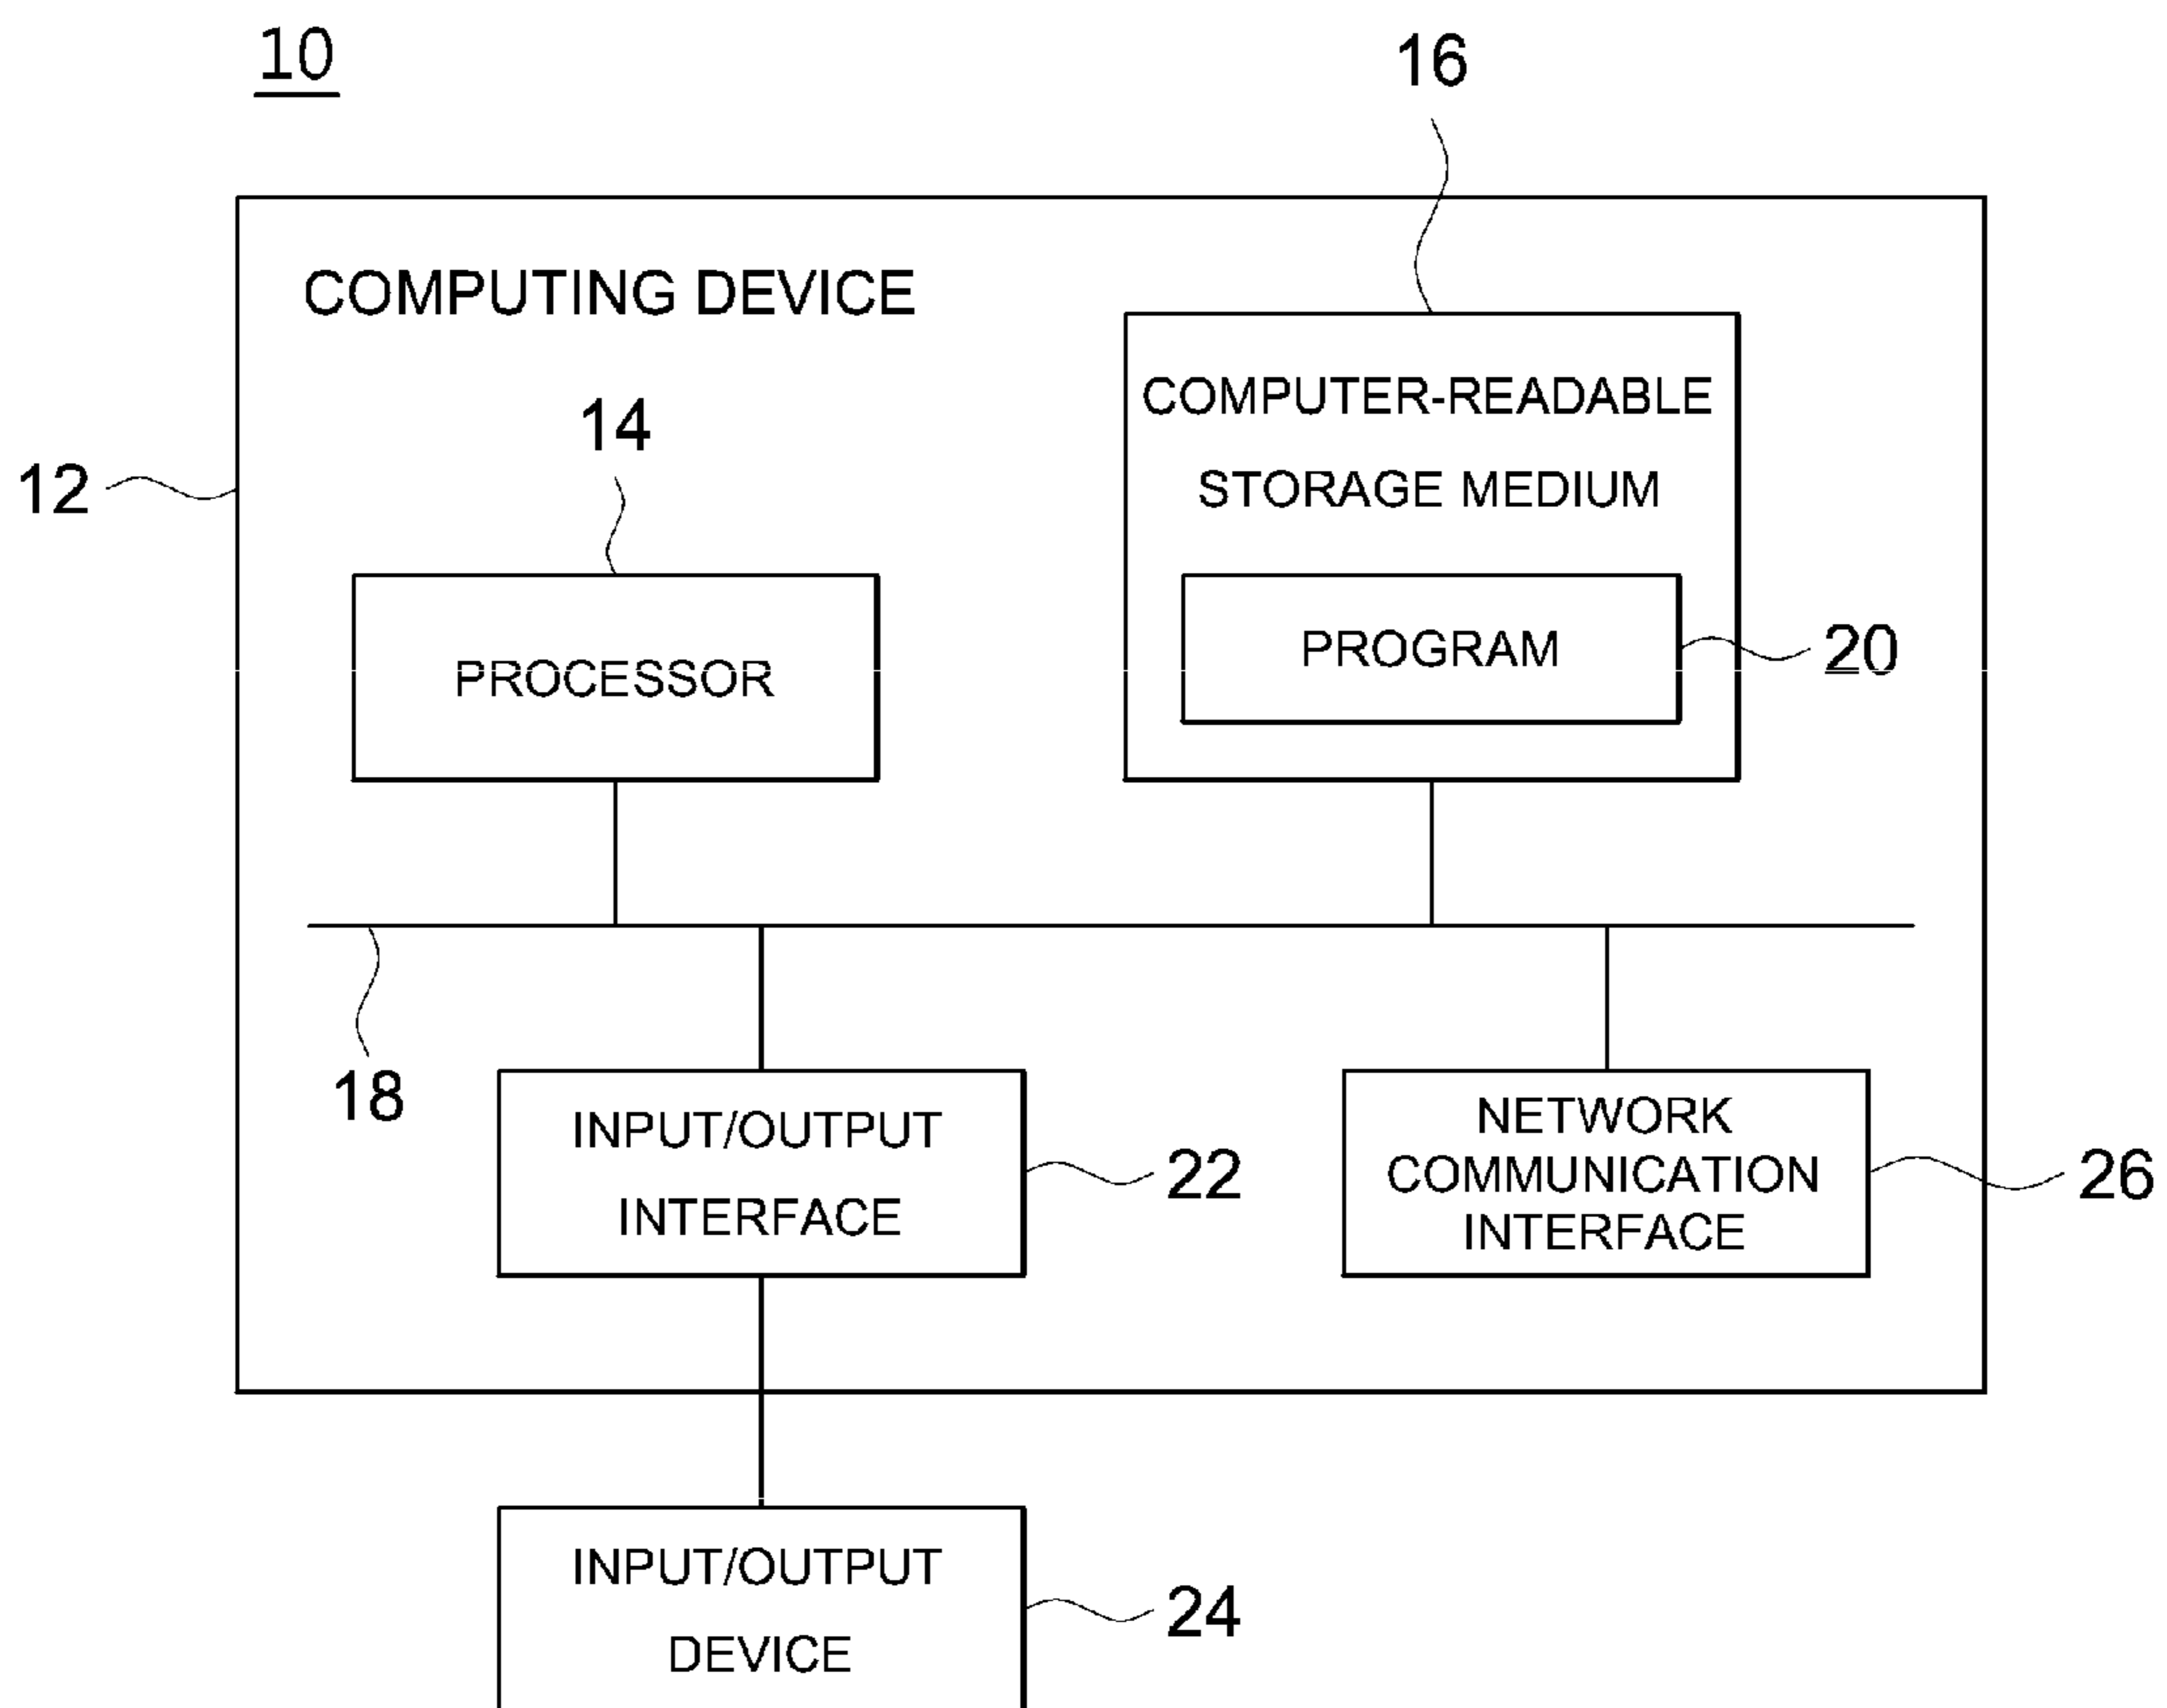 10
16
COMPUTING DEVICE
COMPUTER-READABLE
STORAGE MEDIUM
14
12
PROCESSOR
PROGRAM
20
18
INPUT/OUTPUT
INTERFACE
22
NETWORK
COMMUNICATION
INTERFACE
26
INPUT/OUTPUT
DEVICE
24